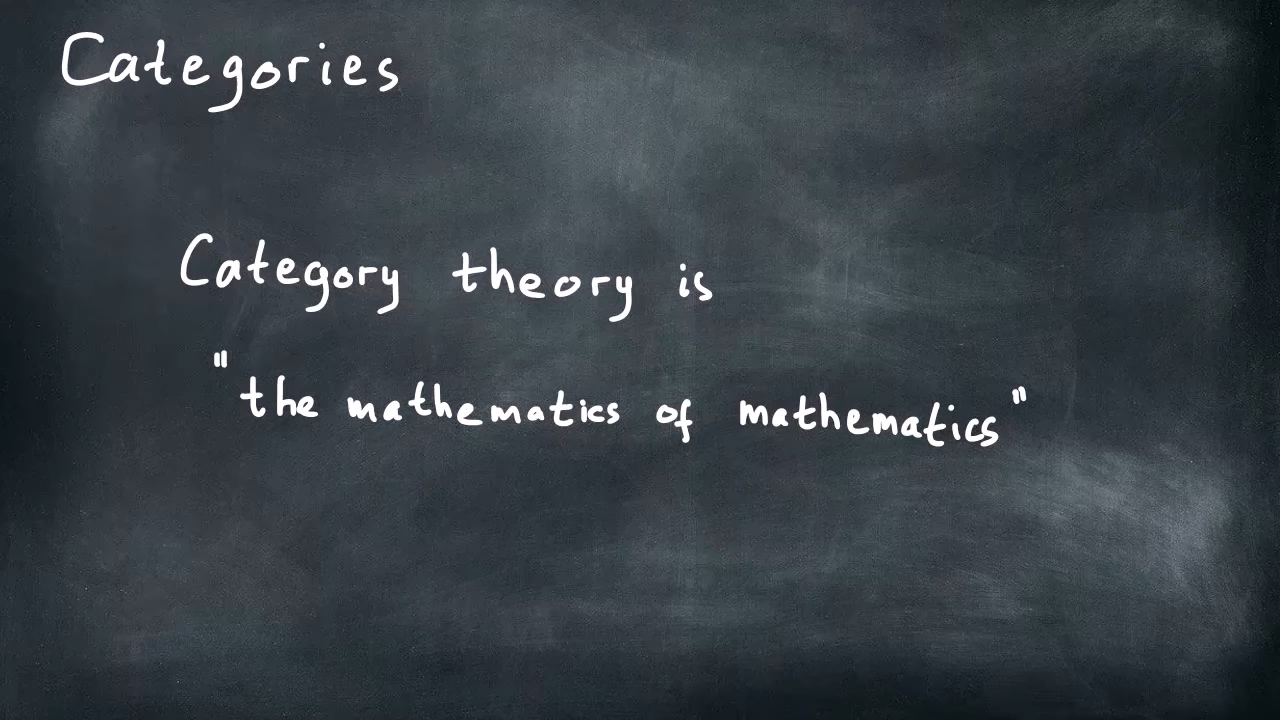 Categories
Category theory is
"the mathematics of mathematics"